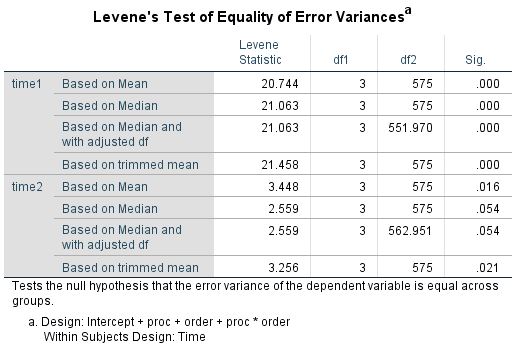 Levene's Test of Equality of Error Variances^a
Levene Statistic df1 df2 Sig.
time1 Based on Mean 20.744 3 575 .000
Based on Median 21.063 3 575 .000
Based on Median and with adjusted df 21.063 3 551.970 .000
Based on trimmed mean 21.458 3 575 .000
time2 Based on Mean 3.448 3 575 .016
Based on Median 2.559 3 575 .054
Based on Median and with adjusted df 2.559 3 562.951 .054
Based on trimmed mean 3.256 3 575 .021
Tests the null hypothesis that the error variance of the dependent variable is equal across
groups.
a. Design: Intercept + proc + order + proc * order
Within Subjects Design: Time